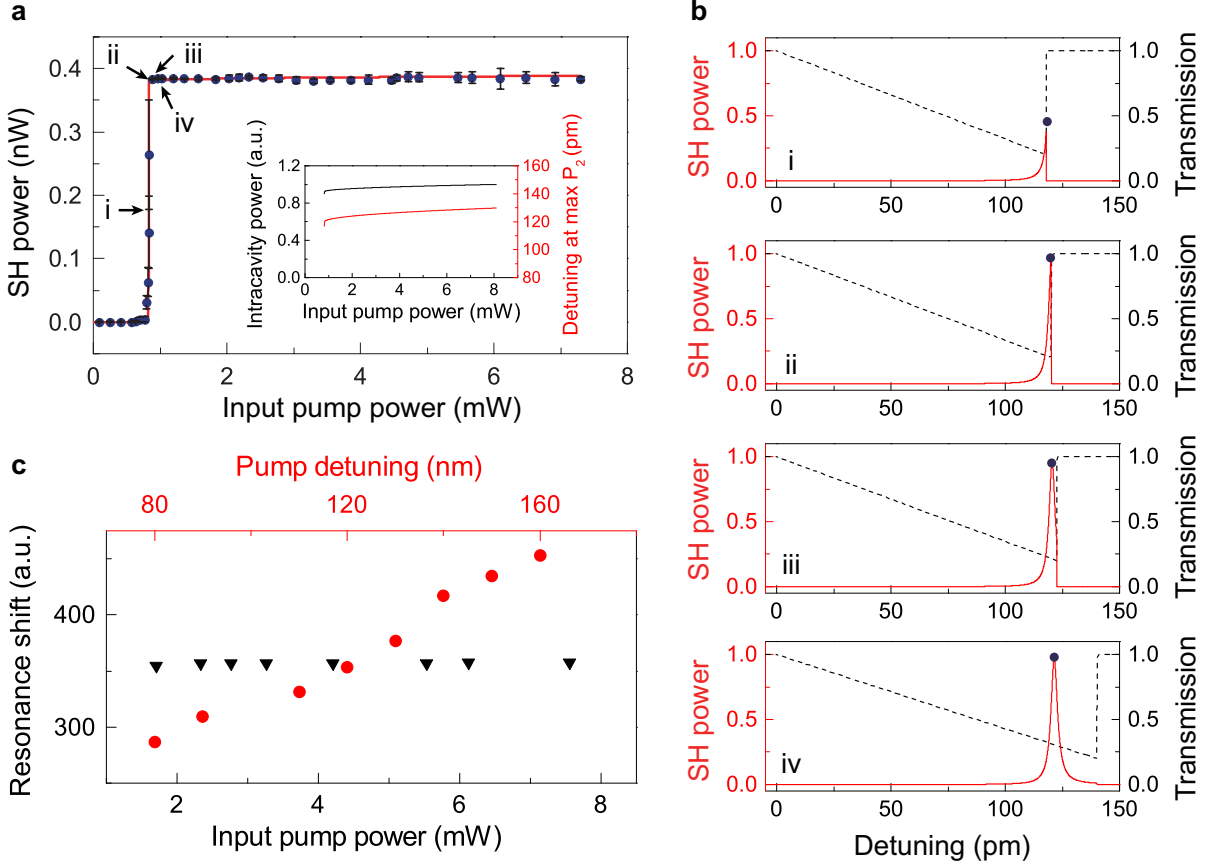 a
SH power (nW)
0.4
0.3
0.2
0.1
0.0
ii
iii
iv
i
0
2
4
6
8
Input pump power (mW)
Intracavity power (a.u.)
1.2
0.9
0.6
0.3
0.0
0 2 4 6 8
Input pump power (mW)
160
140
120
100
80
Detuning at max P2 (pm)
b
SH power
1.0
0.5
0.0
i
1.0
0.5
0.0
Transmission
0 50 100 150
SH power
1.0
0.5
0.0
ii
1.0
0.5
0.0
Transmission
0 50 100 150
SH power
1.0
0.5
0.0
iii
1.0
0.5
0.0
Transmission
0 50 100 150
SH power
1.0
0.5
0.0
iv
1.0
0.5
0.0
Transmission
0 50 100 150
Detuning (pm)
c
Pump detuning (nm)
80 120 160
Resonance shift (a.u.)
400
300
2 4 6 8
Input pump power (mW)